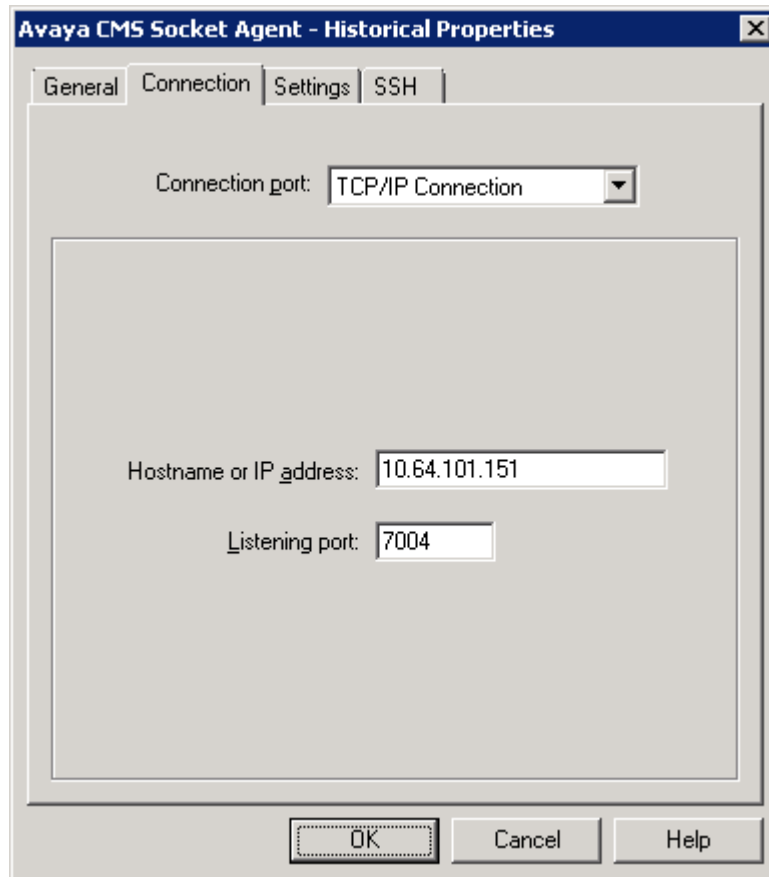 Avaya CMS Socket Agent - Historical Properties
General Connection Settings SSH
Connection port: TCP/IP Connection
Hostname or IP address: 10.64.101.151
Listening port: 7004
OK Cancel Help